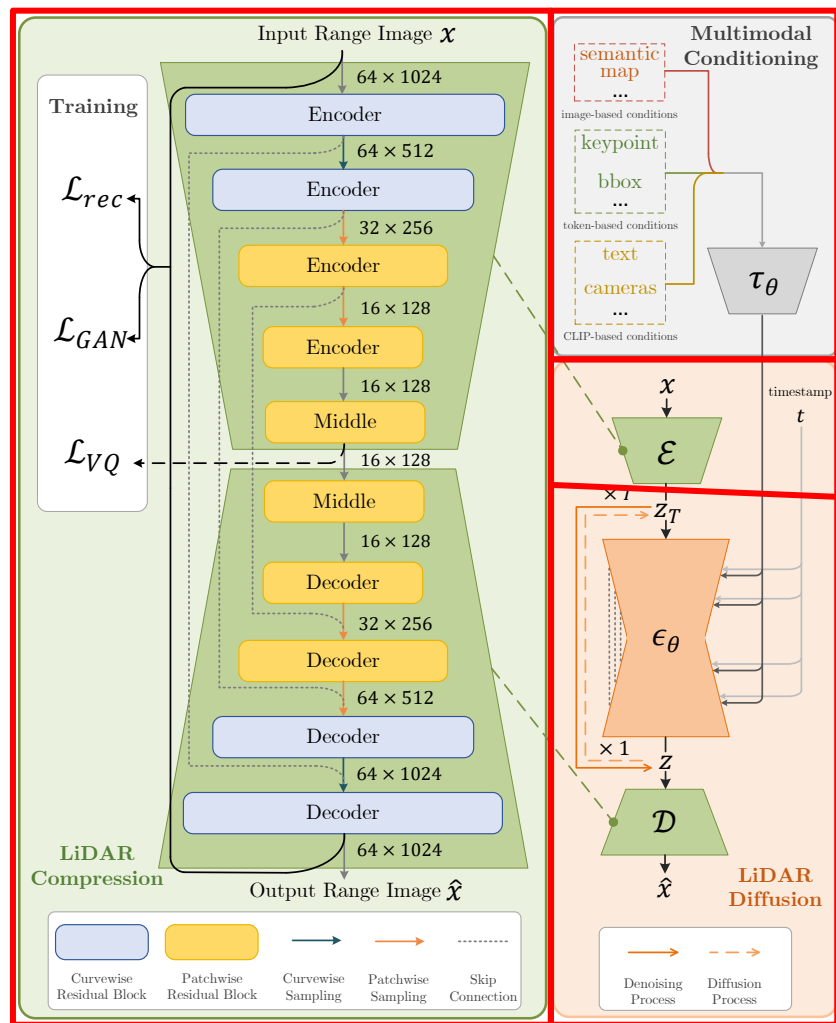 Input Range Image x
64 × 1024
Training
Encoder
64 × 512
Encoder
ℒrec
32 × 256
Encoder
16 × 128
ℒGAN
Encoder
16 × 128
Middle
ℒVQ
16 × 128
Middle
16 × 128
Decoder
32 × 256
Decoder
64 × 512
Decoder
64 × 1024
Decoder
64 × 1024
LiDAR
Compression
Output Range Image x̂
Curvewise
Residual Block
Patchwise
Residual Block
Curvewise
Sampling
Patchwise
Sampling
Skip
Connection
Multimodal
Conditioning
semantic
map
...
image-based conditions
keypoint
bbox
...
token-based conditions
text
cameras
...
CLIP-based conditions
τθ
x
timestamp
t
ℰ
zT
ϵθ
× 1
z
𝒟
x̂
LiDAR
Diffusion
Denoising
Process
Diffusion
Process